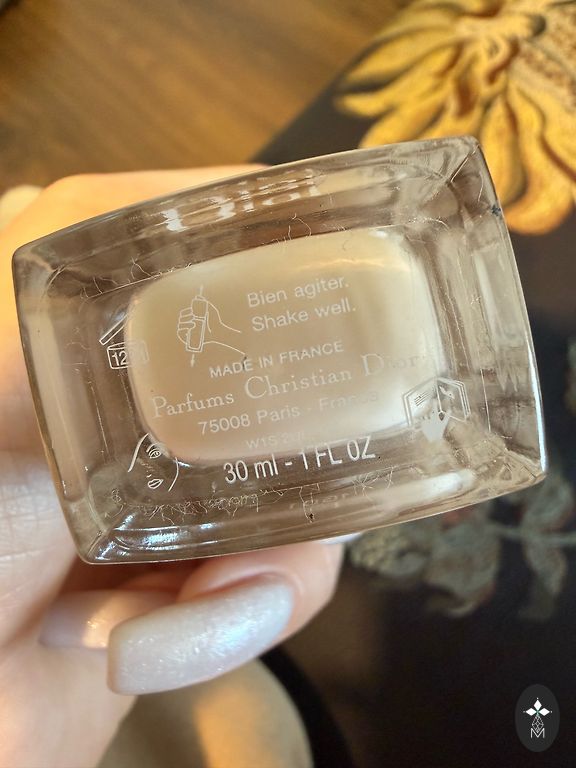 Dior
Bien agiter.
Shake well.
12M
MADE IN FRANCE
Parfums Christian Dior
75008 Paris - France
30 ml - 1 FL OZ
M